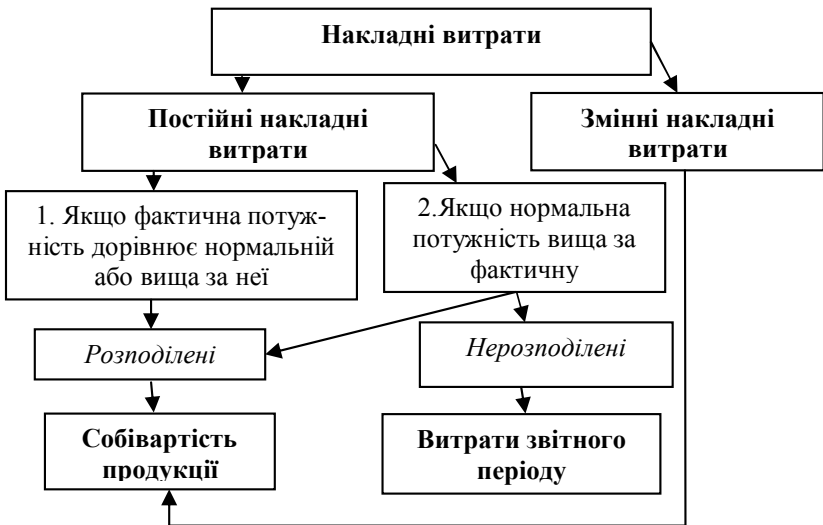 Накладні витрати
Постійні накладні
витрати
Змінні накладні
витрати
1. Якщо фактична потуж-
ність дорівнює нормальній
або вища за неї
2.Якщо нормальна
потужність вища за
фактичну
Розподілені
Нерозподілені
Собівартість
продукції
Витрати звітного
періоду